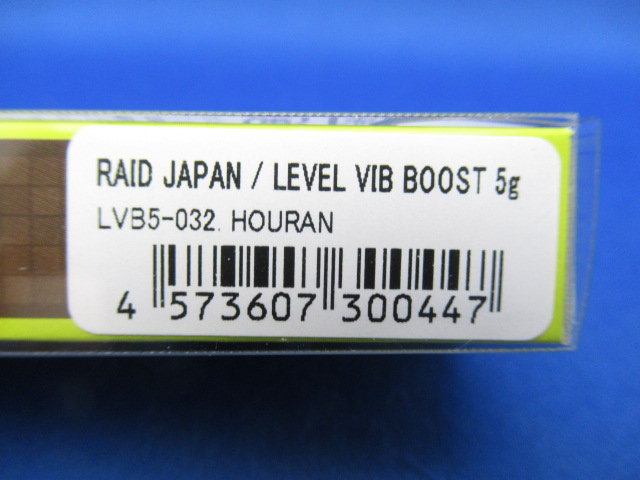 RAID JAPAN / LEVEL VIB BOOST 5g
LVB5-032. HOURAN
4 573607 300447